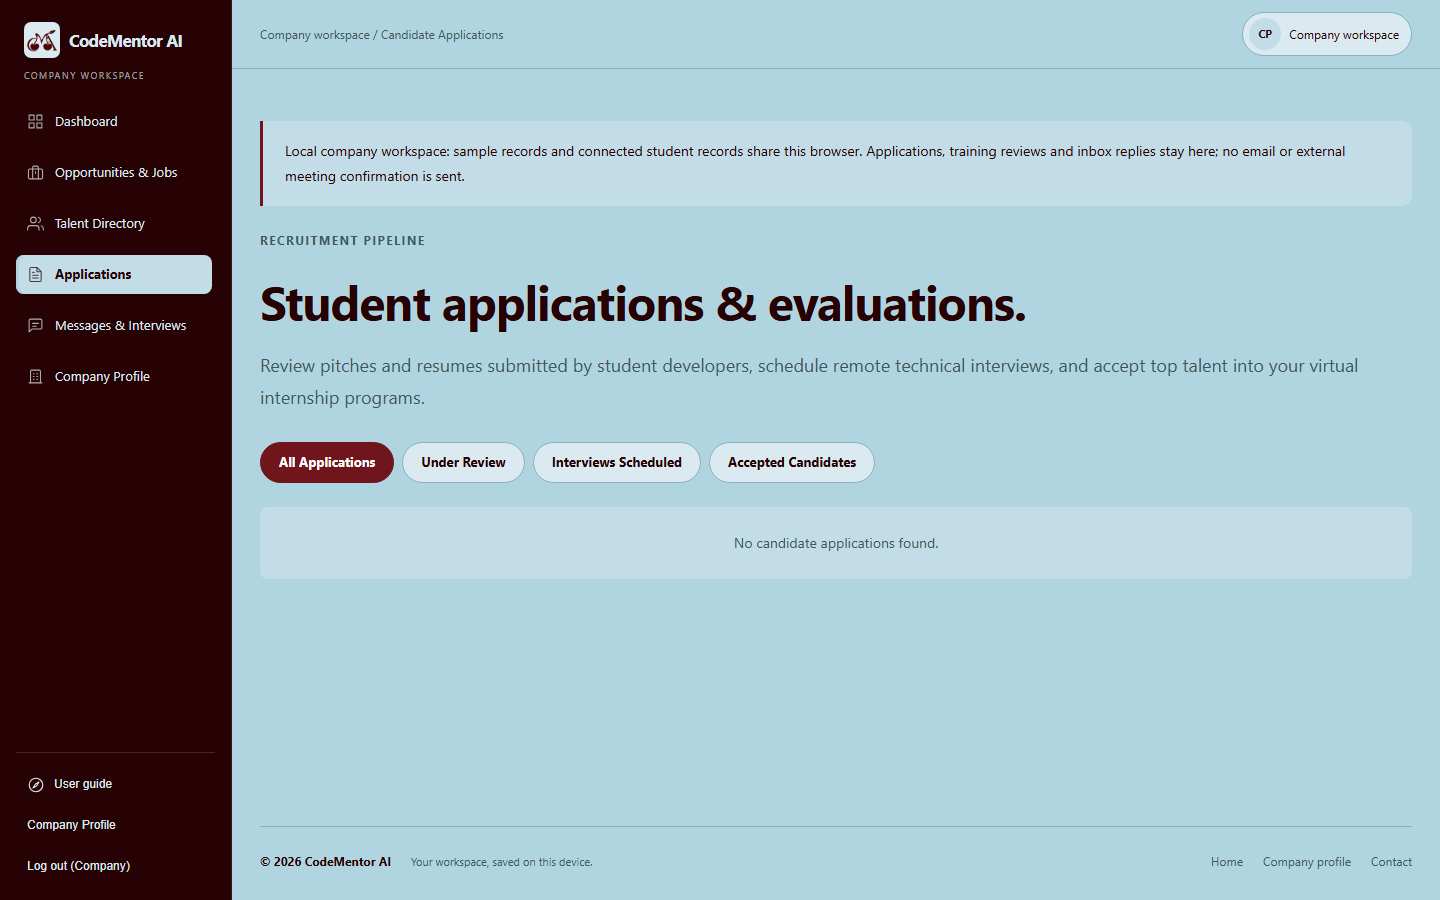 CodeMentor AI
COMPANY WORKSPACE
Dashboard
Opportunities & Jobs
Talent Directory
Applications
Messages & Interviews
Company Profile
User guide
Company Profile
Log out (Company)
Company workspace / Candidate Applications
CP Company workspace
Local company workspace: sample records and connected student records share this browser. Applications, training reviews and inbox replies stay here; no email or external
meeting confirmation is sent.
RECRUITMENT PIPELINE
Student applications & evaluations.
Review pitches and resumes submitted by student developers, schedule remote technical interviews, and accept top talent into your virtual
internship programs.
All Applications Under Review Interviews Scheduled Accepted Candidates
No candidate applications found.
© 2026 CodeMentor AI Your workspace, saved on this device. Home Company profile Contact